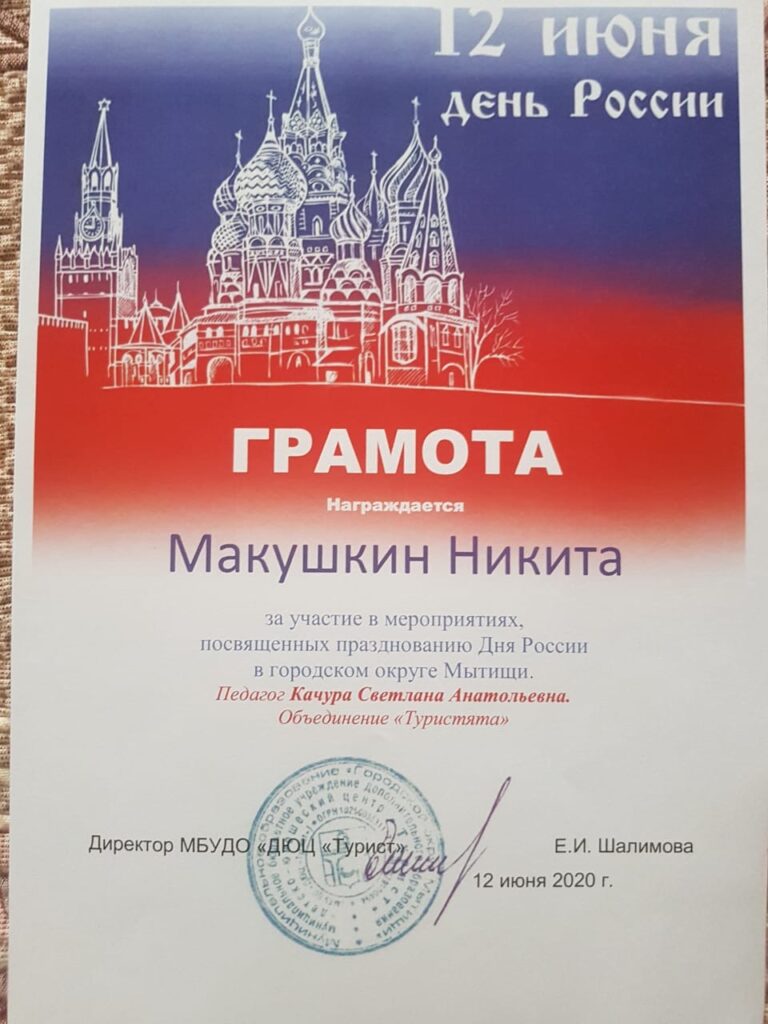 12 июня
день России
ГРАМОТА
Награждается
Макушкин Никита
за участие в мероприятиях,
посвященных празднованию Дня России
в городском округе Мытищи.
Педагог Качура Светлана Анатольевна.
Объединение «Туристята»
Директор МБУДО «ДЮЦ «Турист»
Е.И. Шалимова
12 июня 2020 г.